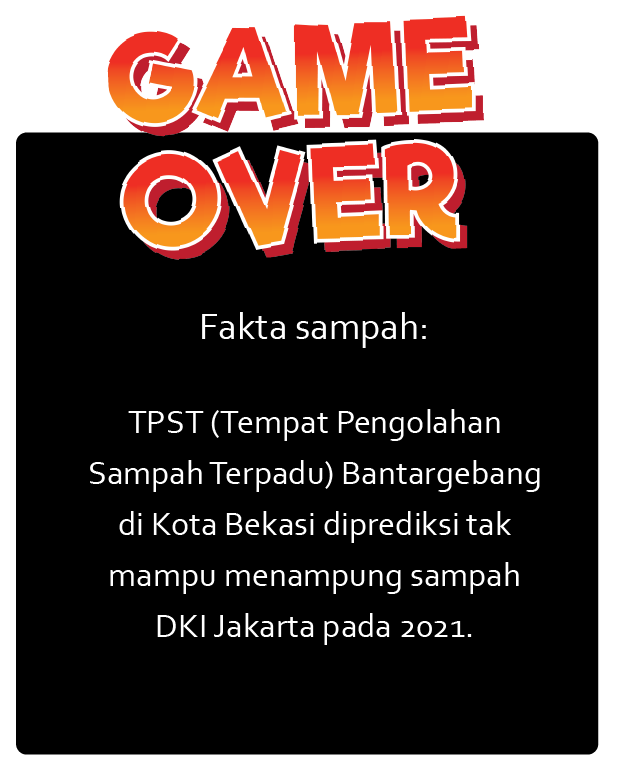 GAME
OVER
Fakta sampah:
TPST (Tempat Pengolahan
Sampah Terpadu) Bantargebang
di Kota Bekasi diprediksi tak
mampu menampung sampah
DKI Jakarta pada 2021.